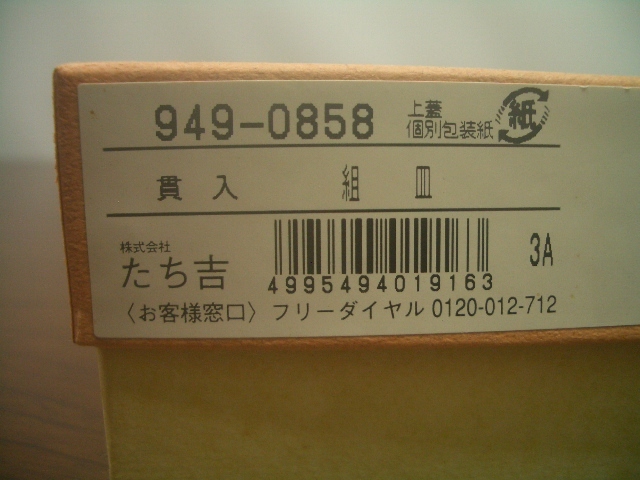 949-0858
上蓋
個別包装紙
紙
貫入 組皿
株式会社
たち吉
4995494019163
3A
〈お客様窓口〉フリーダイヤル 0120-012-712